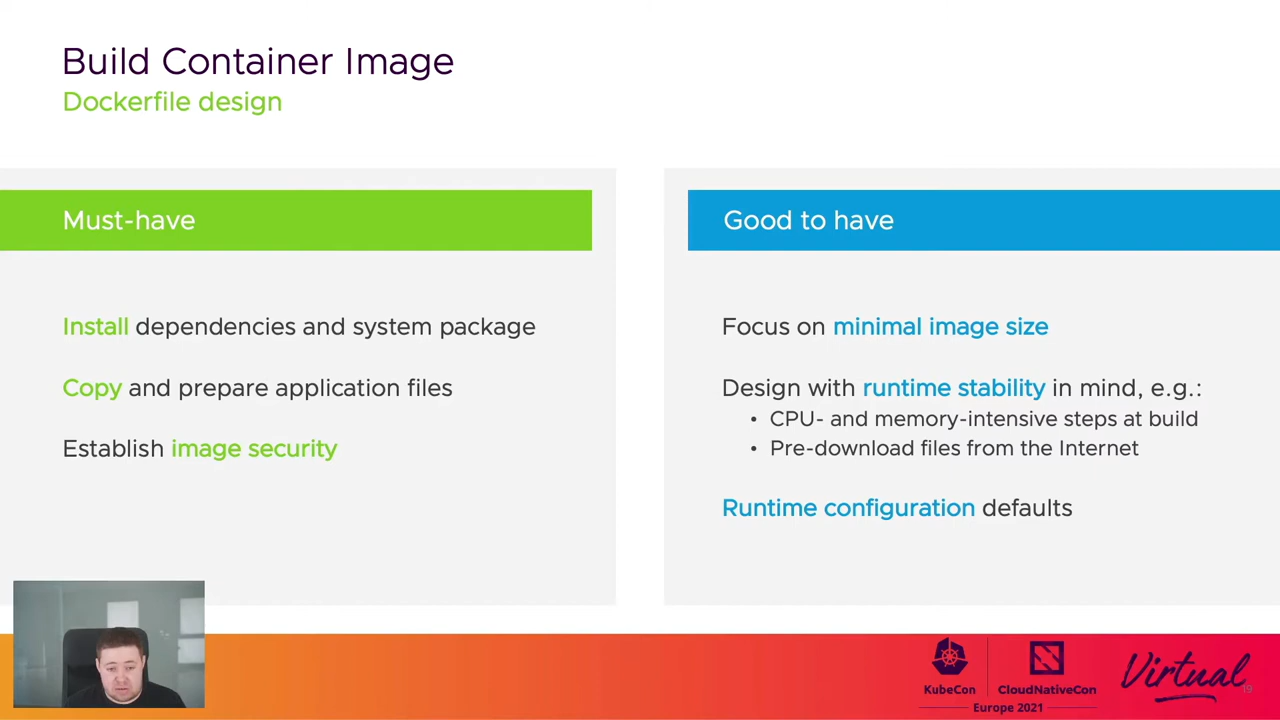 Build Container Image
Dockerfile design
Must-have
Install dependencies and system package
Copy and prepare application files
Establish image security
Good to have
Focus on minimal image size
Design with runtime stability in mind, e.g.:
• CPU- and memory-intensive steps at build
• Pre-download files from the Internet
Runtime configuration defaults
KubeCon
CloudNativeCon
Europe 2021
Virtual
19